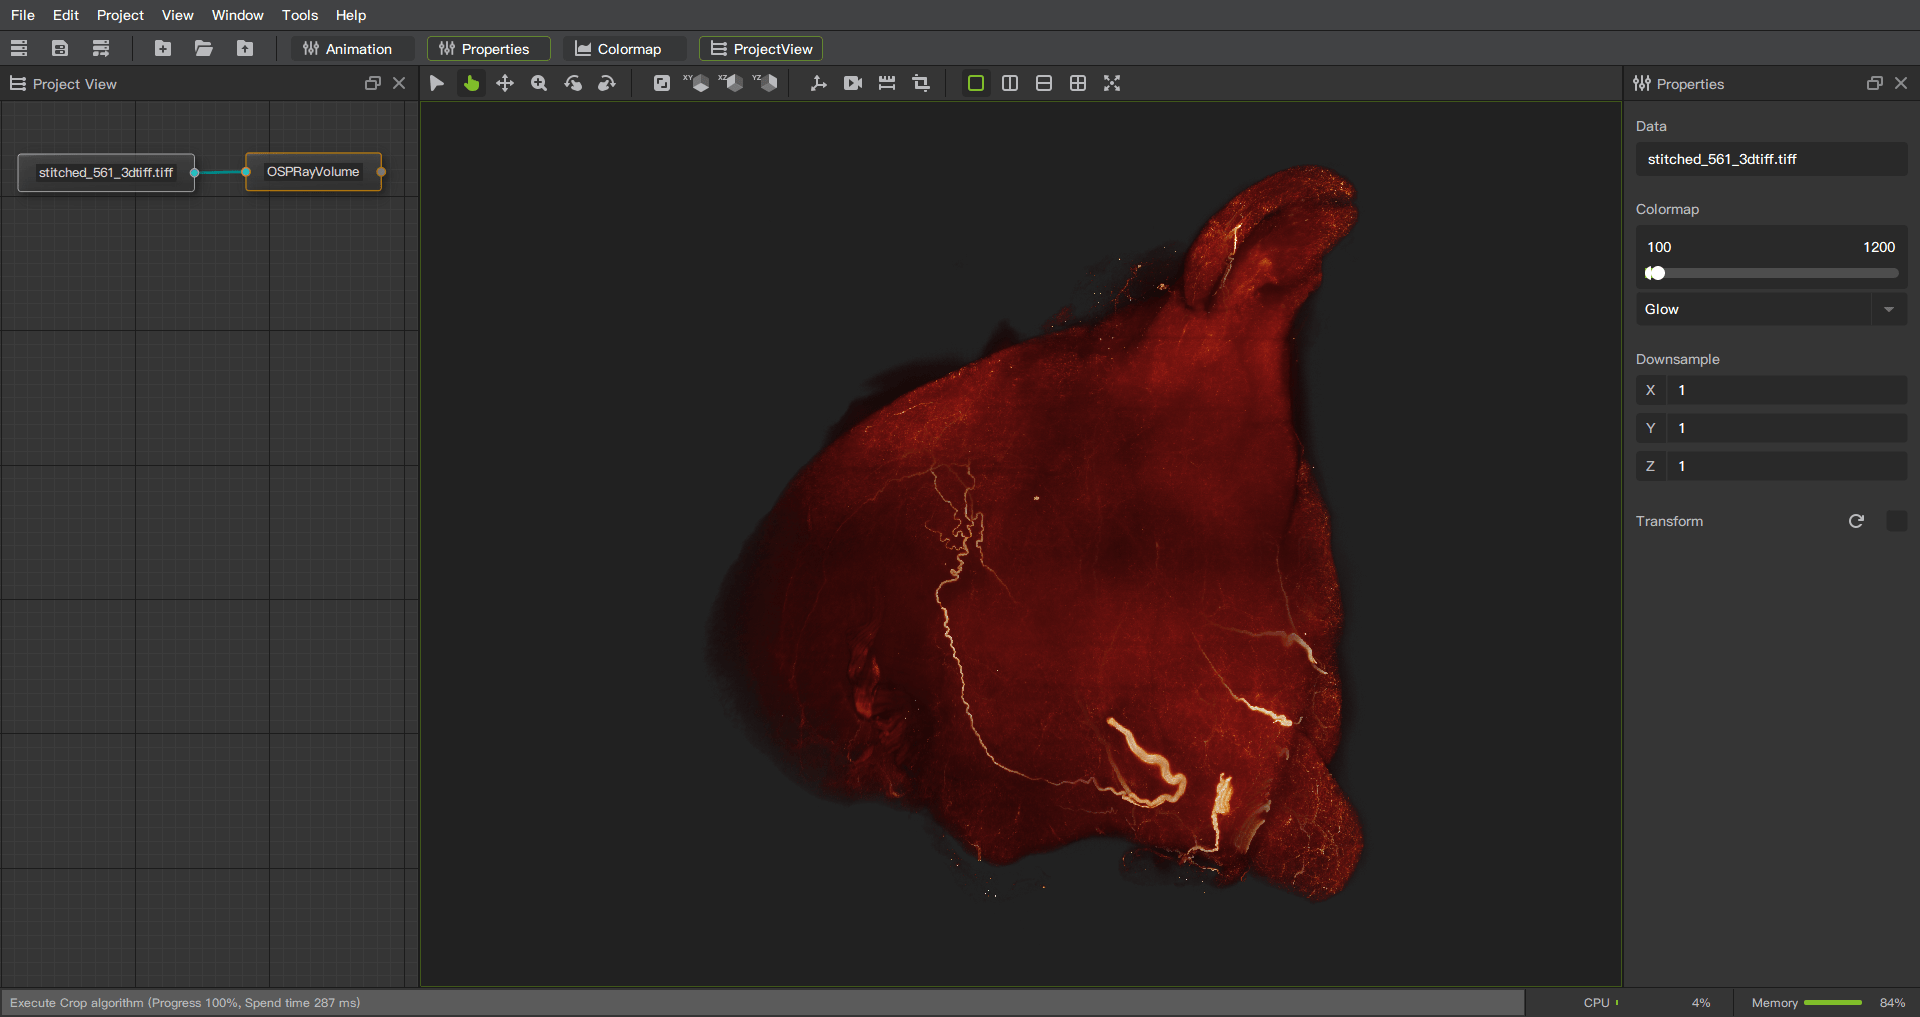 File Edit Project View Window Tools Help
Animation Properties Colormap ProjectView
Project View
XY XZ YZ
Properties
stitched_561_3dtiff.tiff
OSPRayVolume
Data
stitched_561_3dtiff.tiff
Colormap
100 1200
Glow
Downsample
X 1
Y 1
Z 1
Transform
Execute Crop algorithm (Progress 100%, Spend time 287 ms)
CPU 4%
Memory 84%